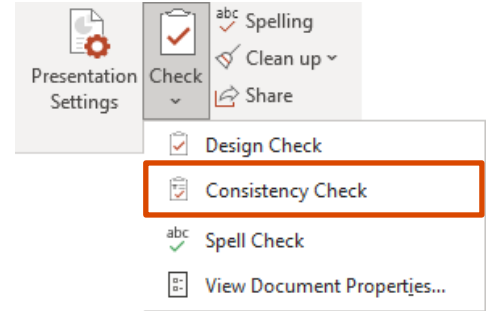 Presentation
Settings
Check
abc Spelling
Clean up
Share
Design Check
Consistency Check
abc Spell Check
View Document Properties...